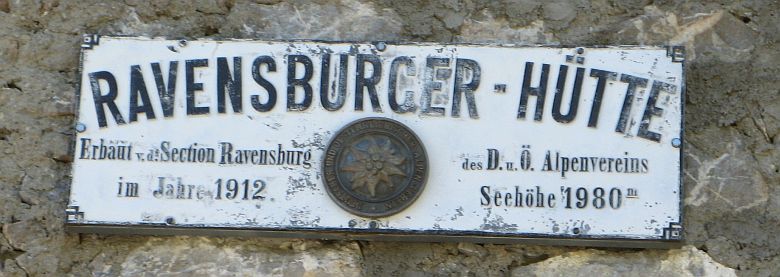 RAVENSBURGER-HÜTTE
Erbaut v. d. Section Ravensburg
im Jahre 1912.
des D. u. Ö. Alpenvereins
Seehöhe 1980 m